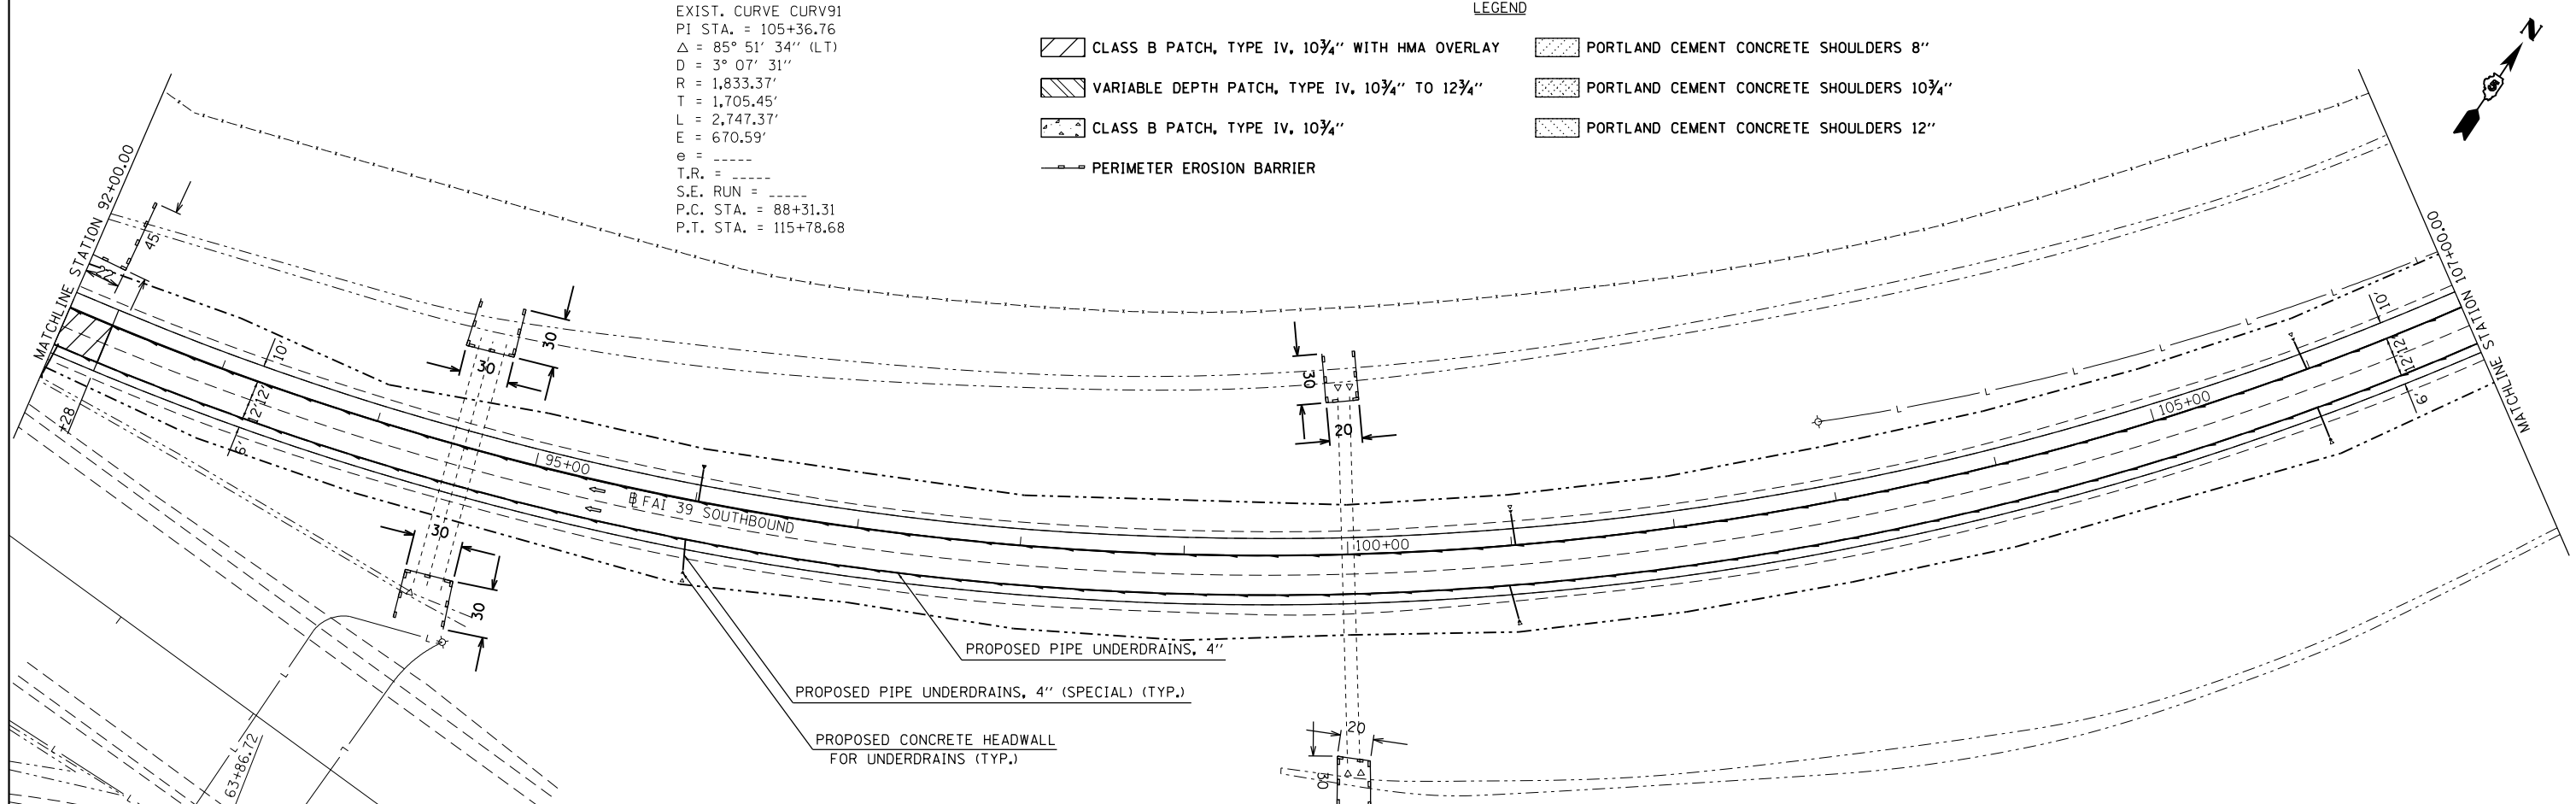 EXIST. CURVE CURV91
PI STA. = 105+36.76
△ = 85° 51' 34" (LT)
D = 3° 07' 31"
R = 1,833.37'
T = 1,705.45'
L = 2,747.37'
E = 670.59'
e = _____
T.R. = _____
S.E. RUN = _____
P.C. STA. = 88+31.31
P.T. STA. = 115+78.68
LEGEND
CLASS B PATCH, TYPE IV, 10¾" WITH HMA OVERLAY
VARIABLE DEPTH PATCH, TYPE IV, 10¾" TO 12¾"
CLASS B PATCH, TYPE IV, 10¾"
PERIMETER EROSION BARRIER
PORTLAND CEMENT CONCRETE SHOULDERS 8"
PORTLAND CEMENT CONCRETE SHOULDERS 10¾"
PORTLAND CEMENT CONCRETE SHOULDERS 12"
N
MATCHLINE STATION 92+00.00
45
22
+28
10'
12'
12'
6'
30
30
30
30
95+00
FAI 39 SOUTHBOUND
30
20
100+00
105+00
10'
12'
12'
6'
MATCHLINE STATION 107+00.00
PROPOSED PIPE UNDERDRAINS, 4"
PROPOSED PIPE UNDERDRAINS, 4" (SPECIAL) (TYP.)
PROPOSED CONCRETE HEADWALL
FOR UNDERDRAINS (TYP.)
20
30
63+86.72